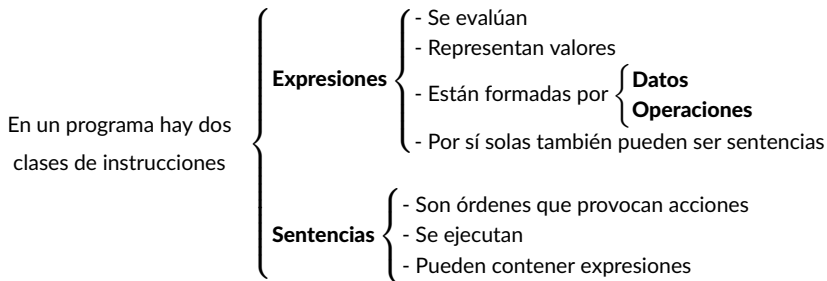 En un programa hay dos
clases de instrucciones
Expresiones
- Se evalúan
- Representan valores
- Están formadas por
Datos
Operaciones
- Por sí solas también pueden ser sentencias
Sentencias
- Son órdenes que provocan acciones
- Se ejecutan
- Pueden contener expresiones